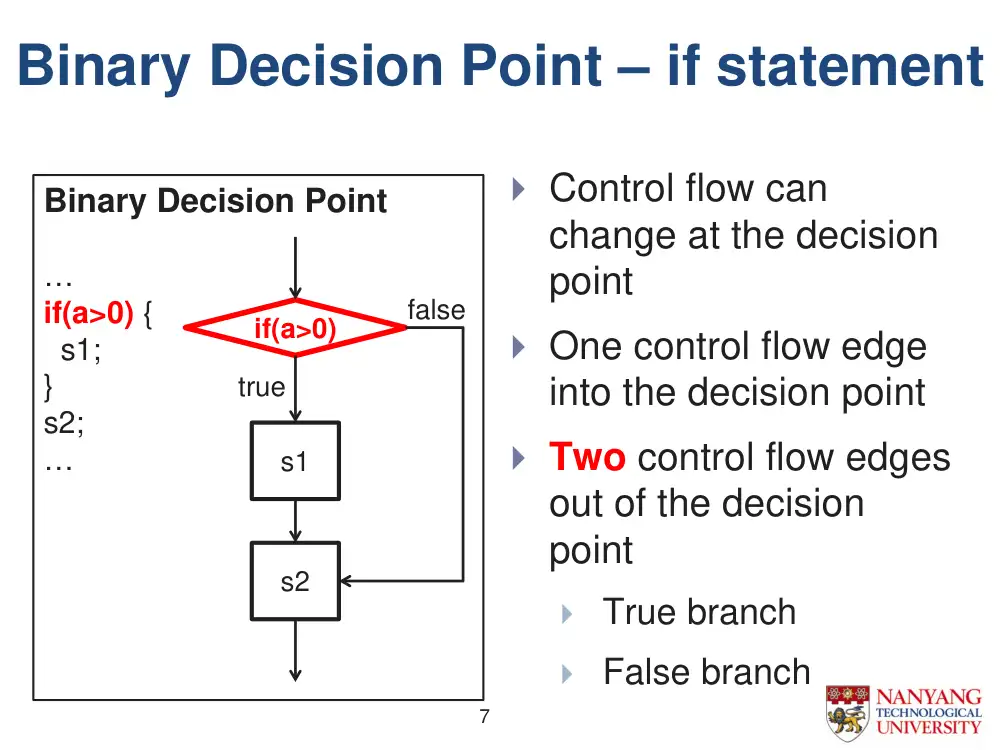 Binary Decision Point – if statement
Binary Decision Point
…
if(a>0) {
s1;
}
s2;
…
if(a>0)
false
true
s1
s2
Control flow can
change at the decision
point
One control flow edge
into the decision point
Two control flow edges
out of the decision
point
True branch
False branch
7
NANYANG
TECHNOLOGICAL
UNIVERSITY